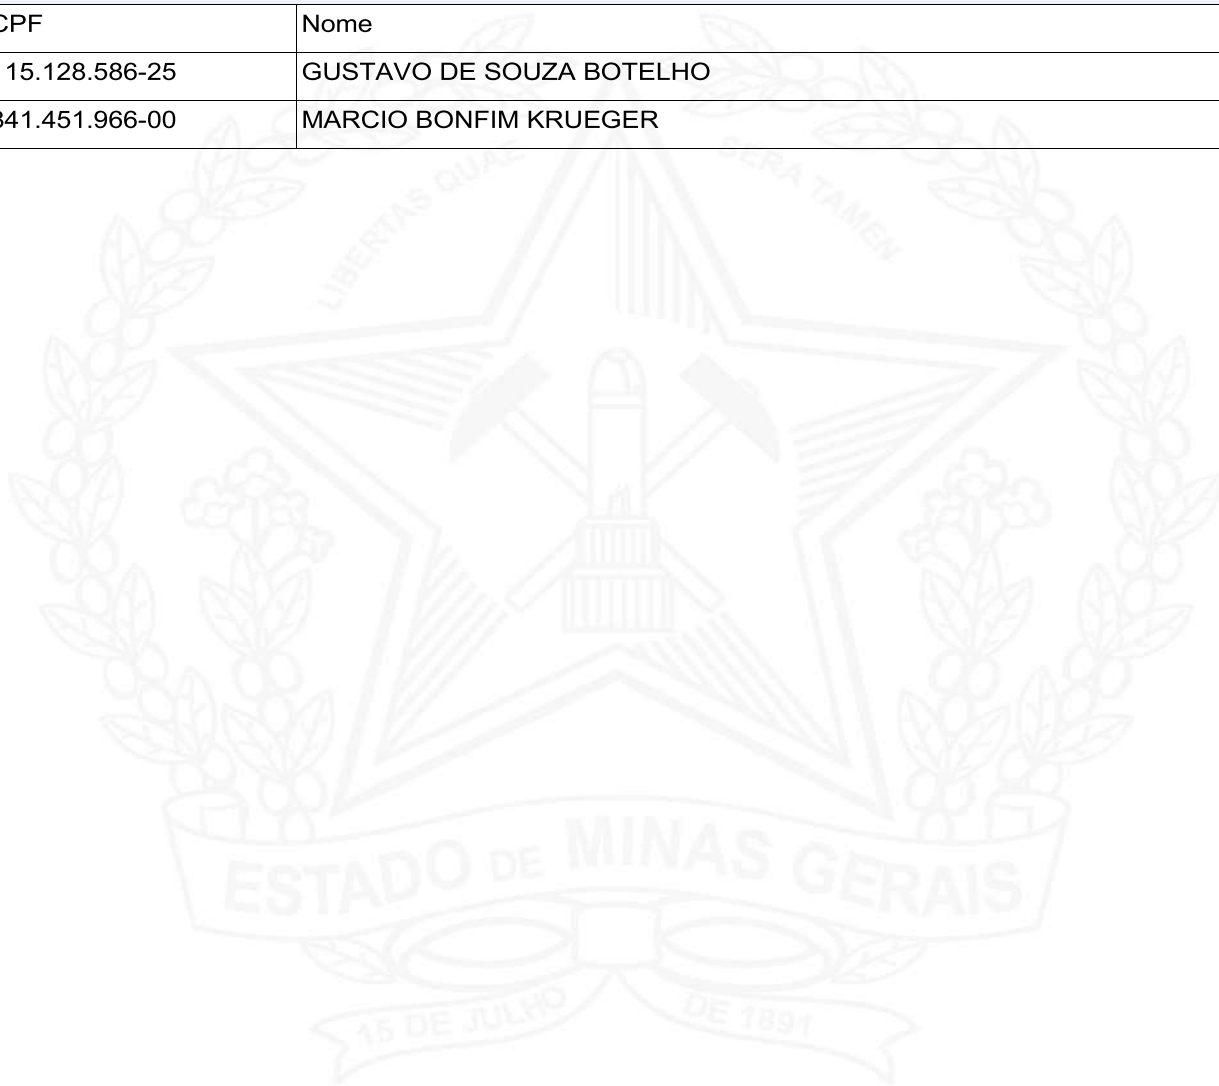 CPF Nome
15.128.586-25 GUSTAVO DE SOUZA BOTELHO
41.451.966-00 MARCIO BONFIM KRUEGER
LIBERTAS QUAE SERA TAMEN
ESTADO DE MINAS GERAIS
15 DE JULHO DE 1891